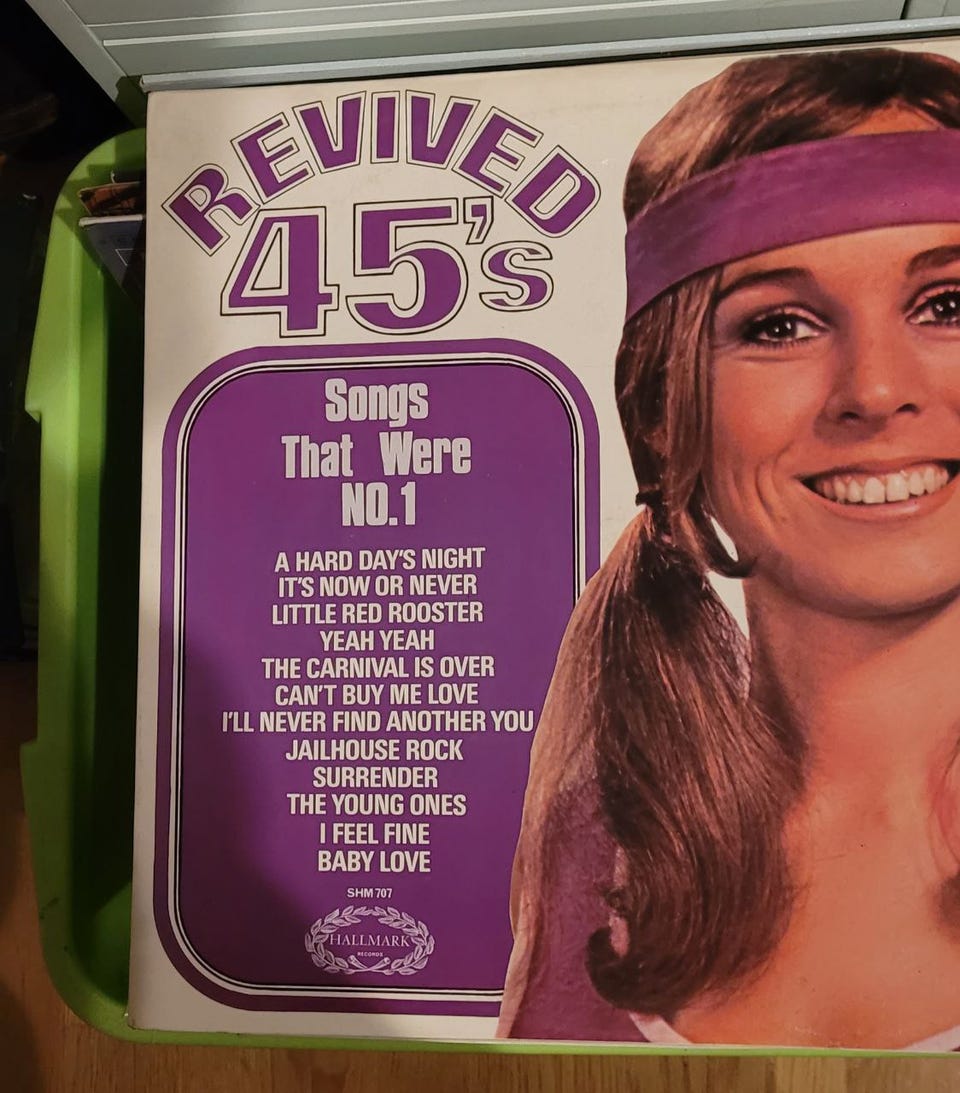 REVIVED
45's
Songs
That Were
NO.1
A HARD DAY'S NIGHT
IT'S NOW OR NEVER
LITTLE RED ROOSTER
YEAH YEAH
THE CARNIVAL IS OVER
CAN'T BUY ME LOVE
I'LL NEVER FIND ANOTHER YOU
JAILHOUSE ROCK
SURRENDER
THE YOUNG ONES
I FEEL FINE
BABY LOVE
SHM 707
HALLMARK
RECORDS